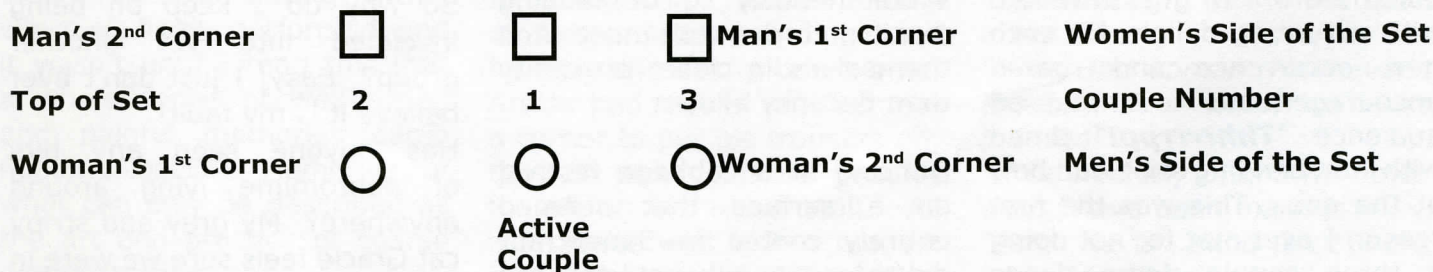 Man's 2nd Corner Man's 1st Corner Women's Side of the Set
Top of Set 2 1 3 Couple Number
Woman's 1st Corner Woman's 2nd Corner Men's Side of the Set
Active
Couple